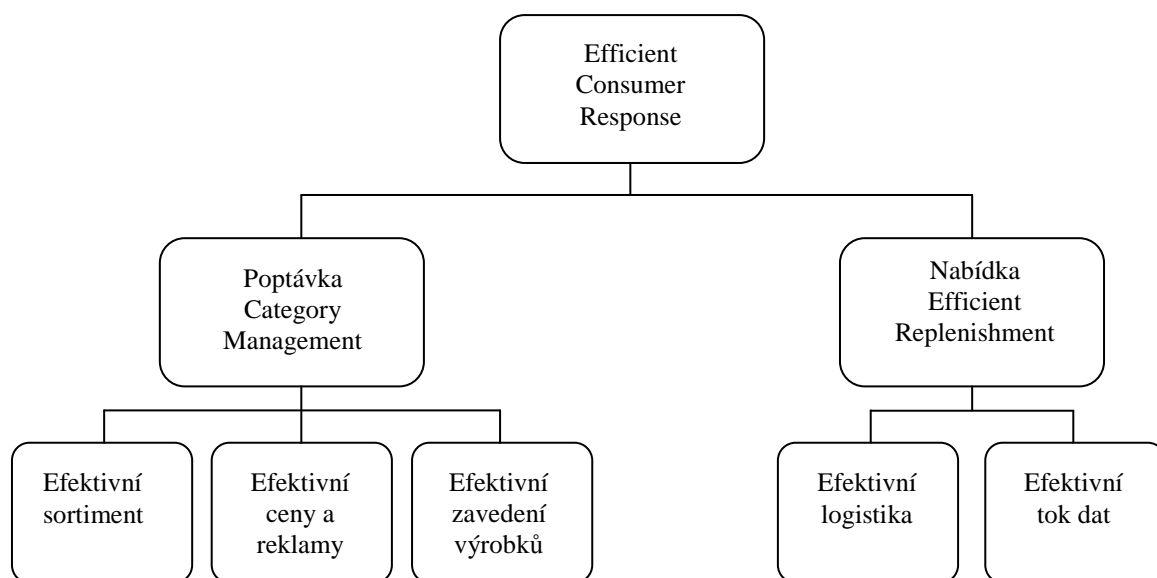 Efficient
Consumer
Response
Poptávka
Category
Management
Nabídka
Efficient
Replenishment
Efektivní
sortiment
Efektivní
ceny a
reklamy
Efektivní
zavedení
výrobků
Efektivní
logistika
Efektivní
tok dat